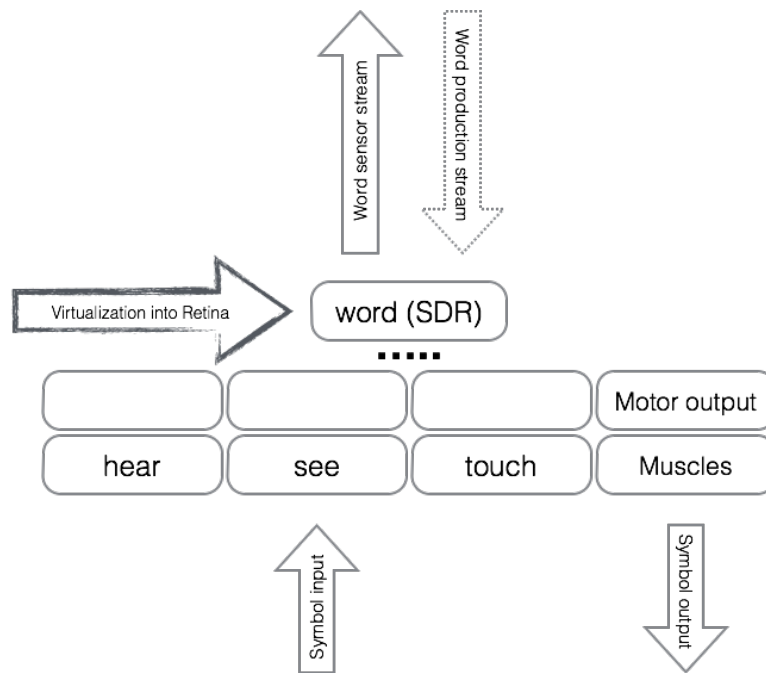 Word sensor stream
Word production stream
Virtualization into Retina
word (SDR)
Motor output
hear
see
touch
Muscles
Symbol input
Symbol output